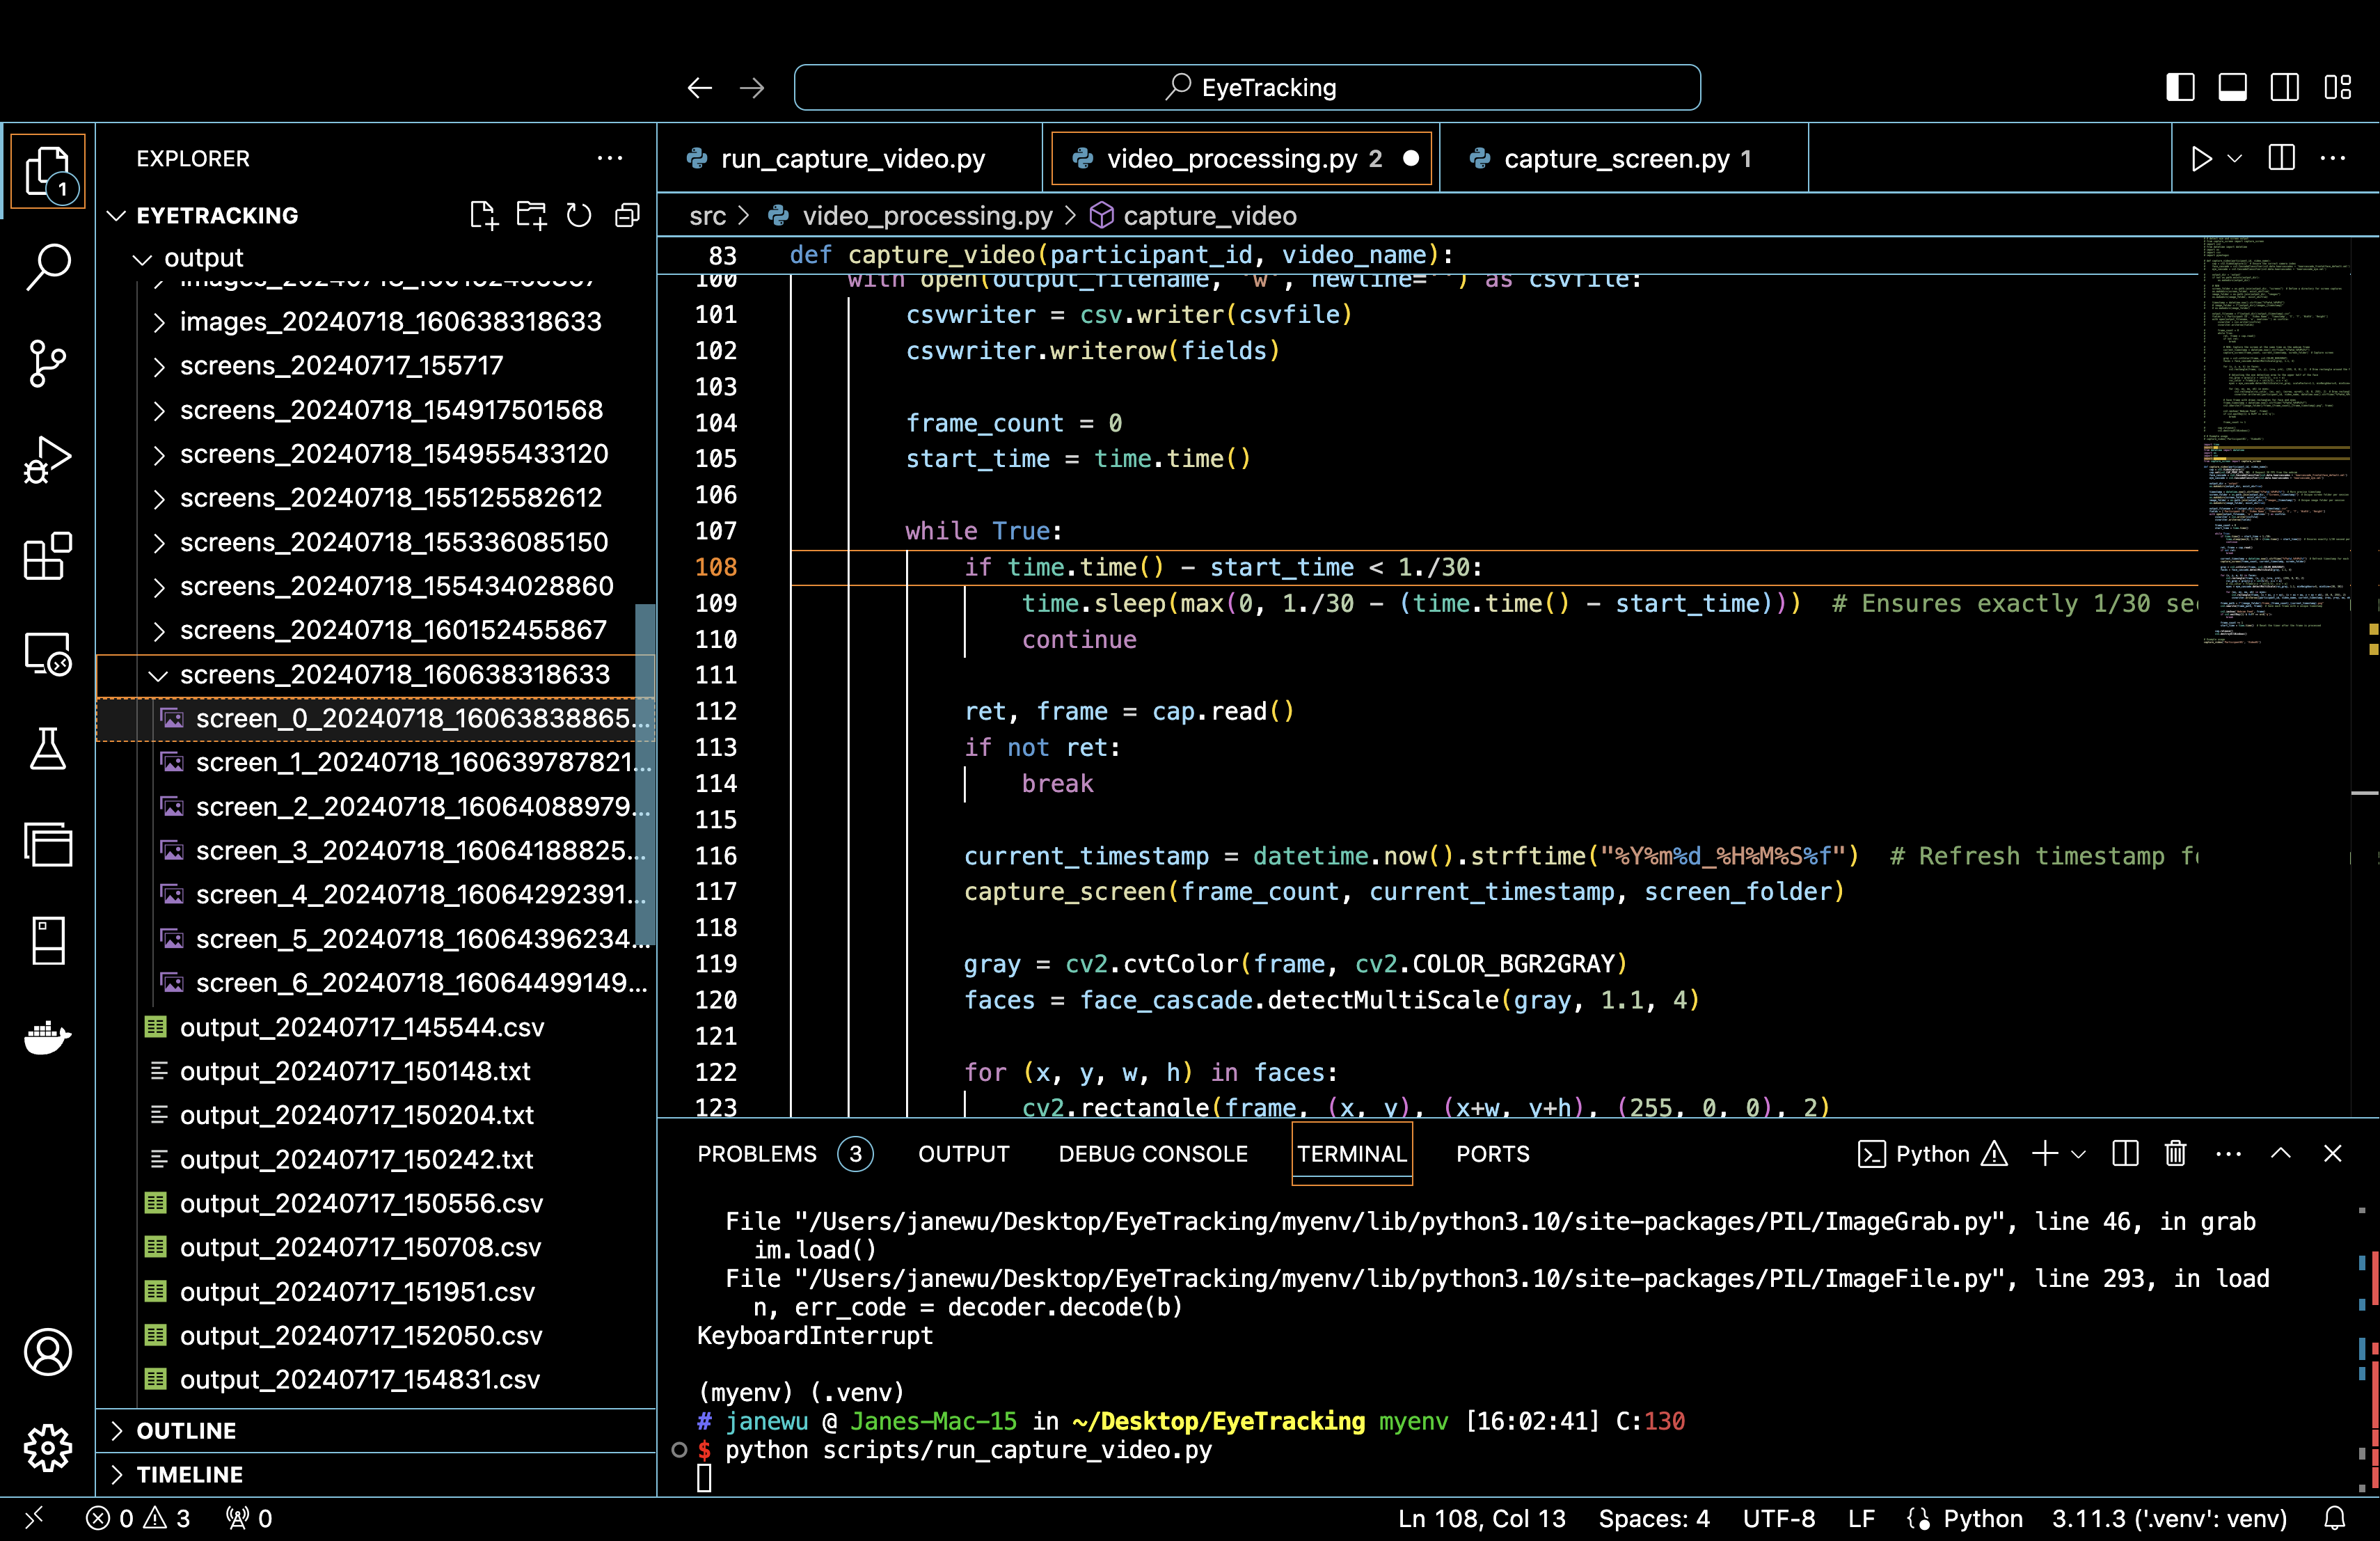 EyeTracking
1
EXPLORER
EYETRACKING
output
images_20240718_160152455867
images_20240718_160638318633
screens_20240717_155717
screens_20240718_154917501568
screens_20240718_154955433120
screens_20240718_155125582612
screens_20240718_155336085150
screens_20240718_155434028860
screens_20240718_160152455867
screens_20240718_160638318633
screen_0_20240718_16063838865...
screen_1_20240718_160639787821...
screen_2_20240718_16064088979...
screen_3_20240718_16064188825...
screen_4_20240718_16064292391...
screen_5_20240718_16064396234...
screen_6_20240718_16064499149...
output_20240717_145544.csv
output_20240717_150148.txt
output_20240717_150204.txt
output_20240717_150242.txt
output_20240717_150556.csv
output_20240717_150708.csv
output_20240717_151951.csv
output_20240717_152050.csv
output_20240717_154831.csv
OUTLINE
TIMELINE
run_capture_video.py
video_processing.py 2
capture_screen.py 1
src > video_processing.py > capture_video
83 def capture_video(participant_id, video_name):
100 with open(output_filename, 'w', newline='') as csvfile:
101 csvwriter = csv.writer(csvfile)
102 csvwriter.writerow(fields)
103
104 frame_count = 0
105 start_time = time.time()
106
107 while True:
108 if time.time() - start_time < 1./30:
109 time.sleep(max(0, 1./30 - (time.time() - start_time))) # Ensures exactly 1/30 se
110 continue
111
112 ret, frame = cap.read()
113 if not ret:
114 break
115
116 current_timestamp = datetime.now().strftime("%Y%m%d_%H%M%S%f") # Refresh timestamp f
117 capture_screen(frame_count, current_timestamp, screen_folder)
118
119 gray = cv2.cvtColor(frame, cv2.COLOR_BGR2GRAY)
120 faces = face_cascade.detectMultiScale(gray, 1.1, 4)
121
122 for (x, y, w, h) in faces:
123 cv2.rectangle(frame, (x, y), (x+w, y+h), (255, 0, 0), 2)
PROBLEMS 3 OUTPUT DEBUG CONSOLE TERMINAL PORTS
Python
File "/Users/janewu/Desktop/EyeTracking/myenv/lib/python3.10/site-packages/PIL/ImageGrab.py", line 46, in grab
im.load()
File "/Users/janewu/Desktop/EyeTracking/myenv/lib/python3.10/site-packages/PIL/ImageFile.py", line 293, in load
n, err_code = decoder.decode(b)
KeyboardInterrupt
(myenv) (.venv)
# janewu @ Janes-Mac-15 in ~/Desktop/EyeTracking myenv [16:02:41] C:130
$ python scripts/run_capture_video.py
0 3 0
Ln 108, Col 13 Spaces: 4 UTF-8 LF Python 3.11.3 ('.venv': venv)